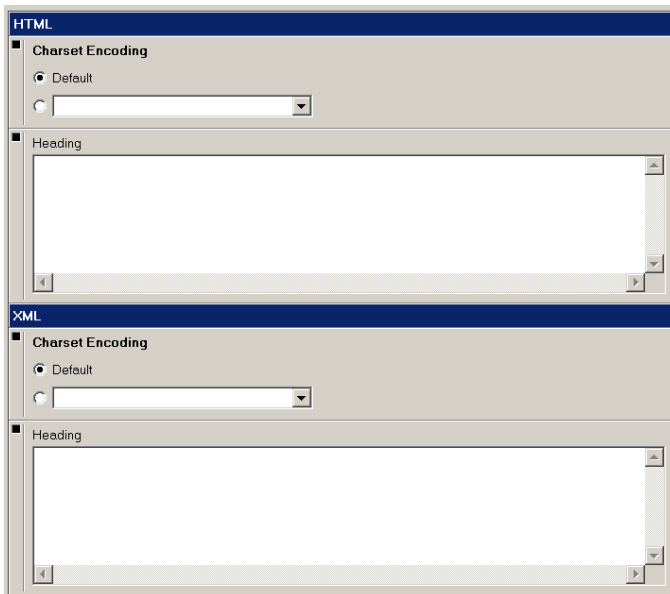 HTML
Charset Encoding
Default
Heading
XML
Charset Encoding
Default
Heading